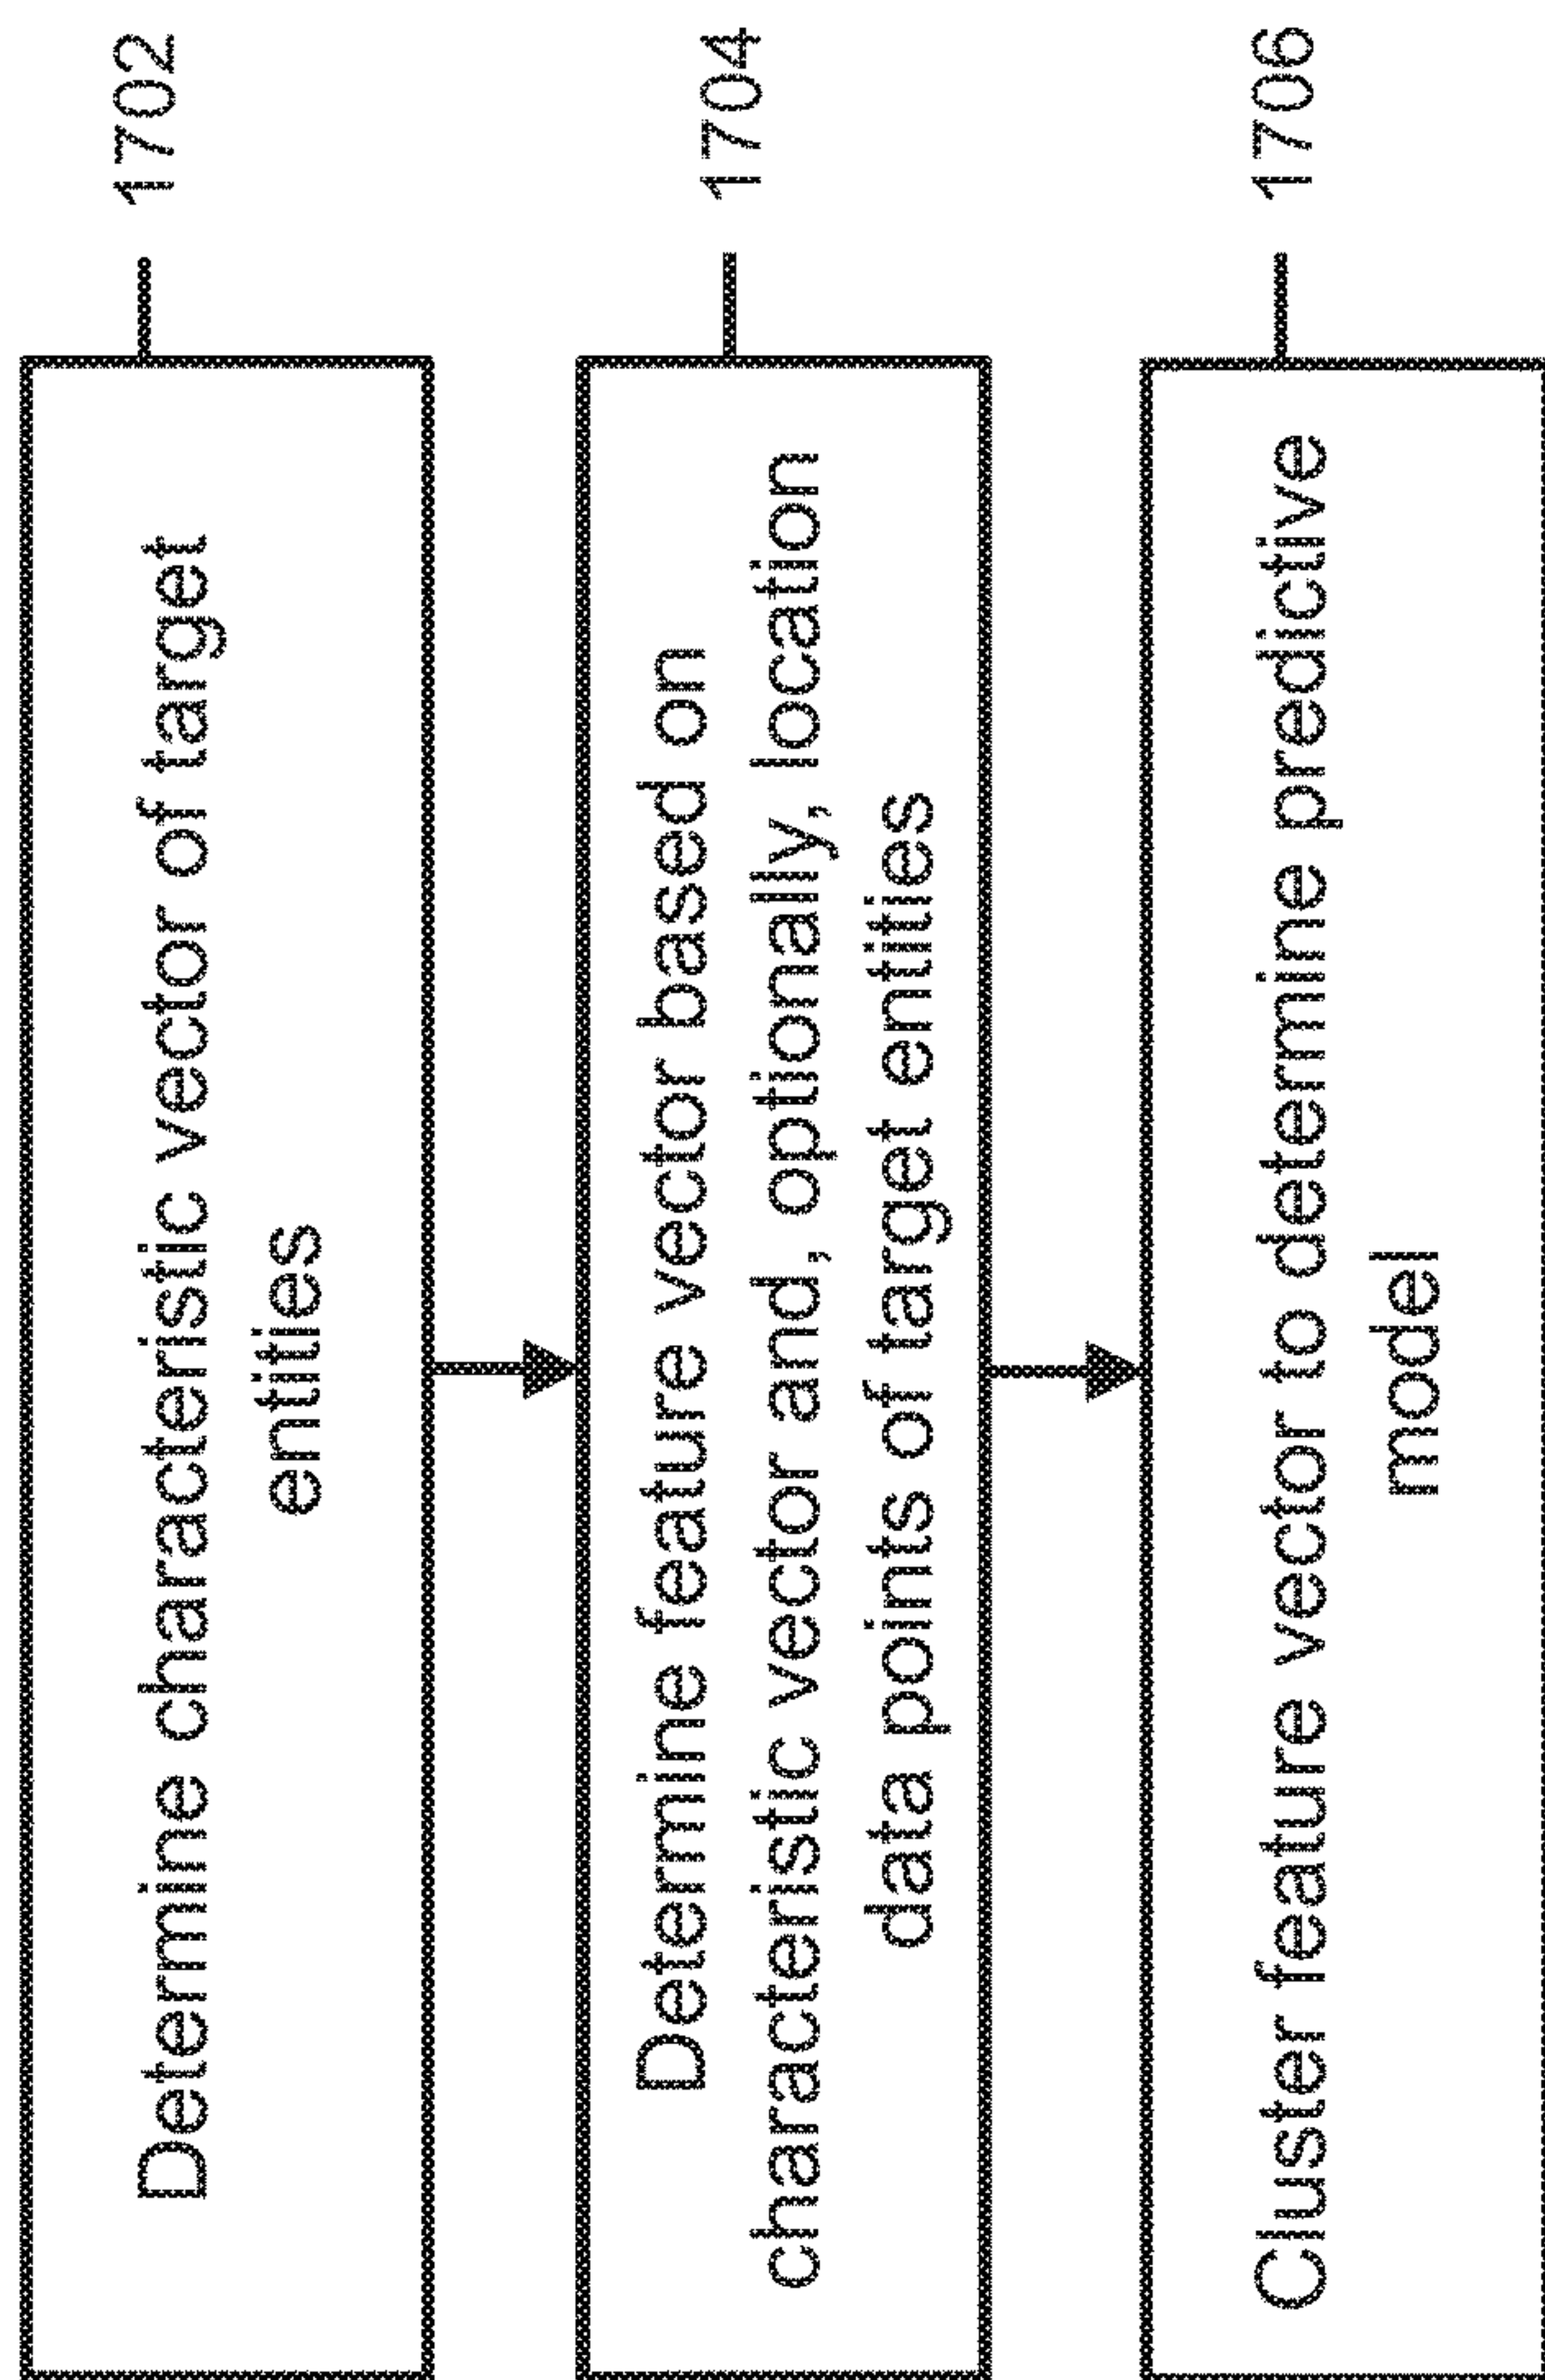 Determine characteristic vector of target
entities
1702
Determine feature vector based on
characteristic vector and, optionally, location
data points of target entities
1704
Cluster feature vector to determine predictive
model
1706